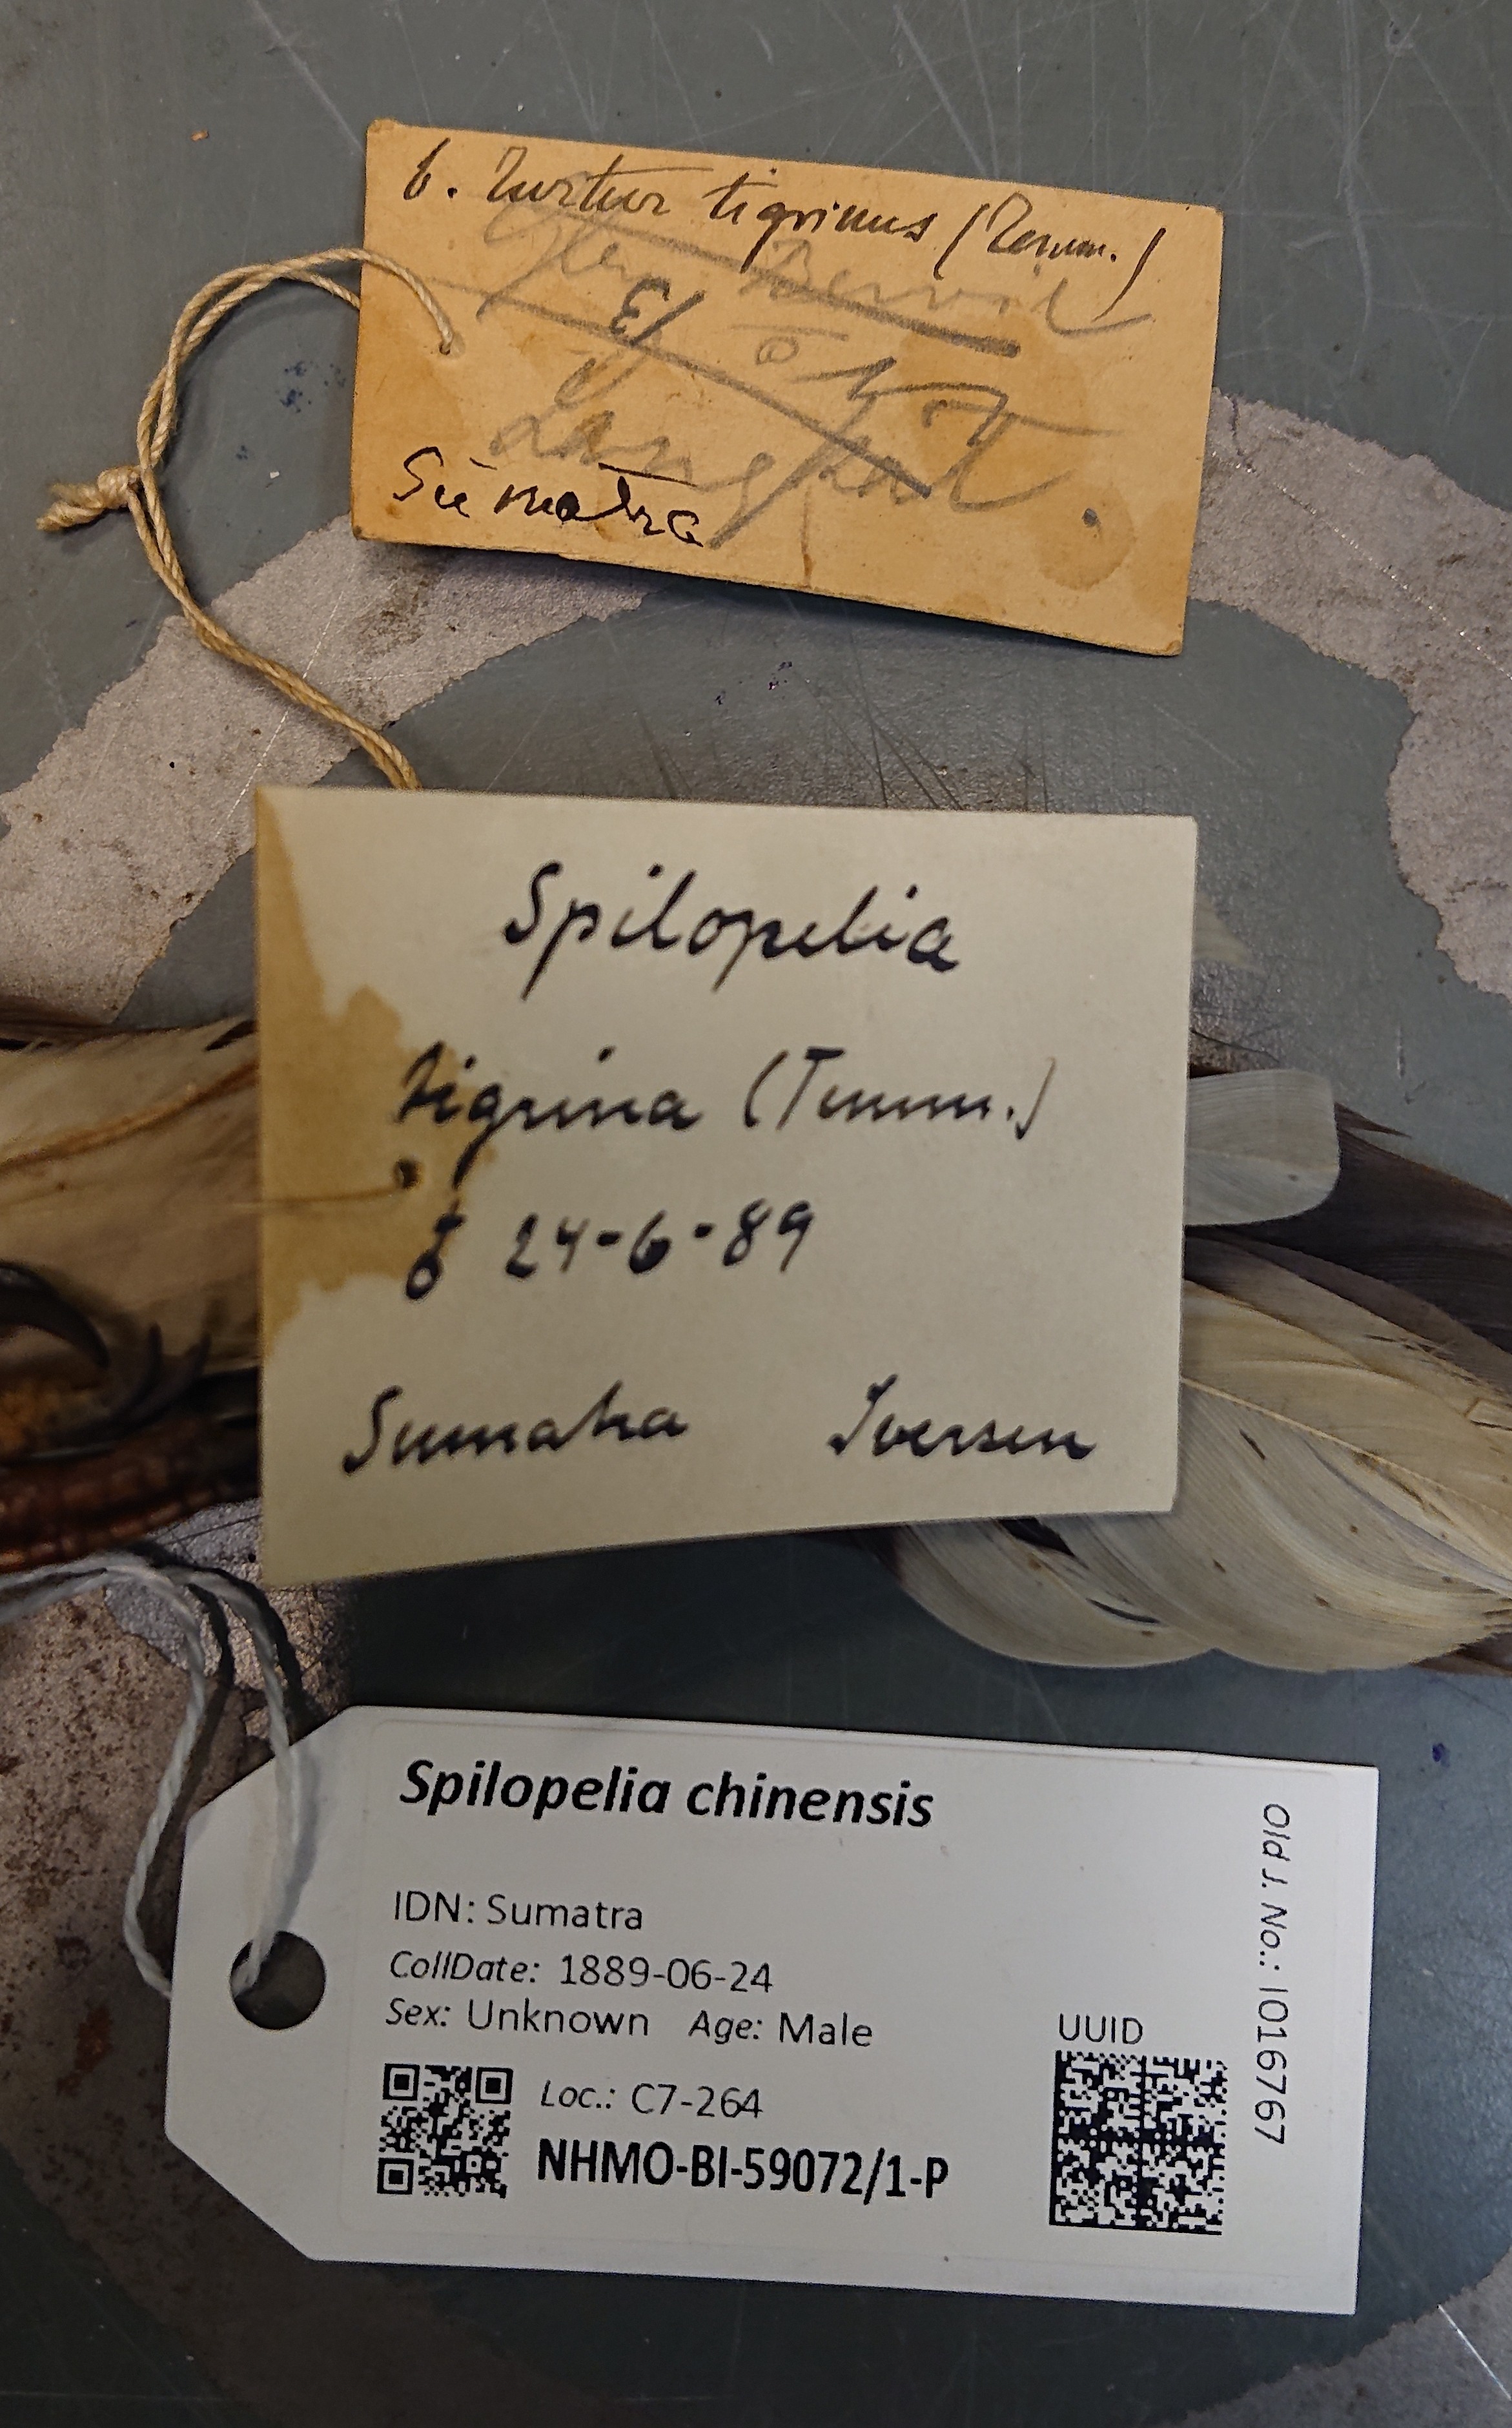 6. Turtur tigrinus (Temm.)
Sumatra
Spilopelia
tigrina (Temm.)
♂ 24-6-89
Sumatra Iversen
Spilopelia chinensis
IDN: Sumatra
CollDate: 1889-06-24
Sex: Unknown Age: Male
Loc.: C7-264
NHMO-BI-59072/1-P
UUID
Old J. No.: I016767